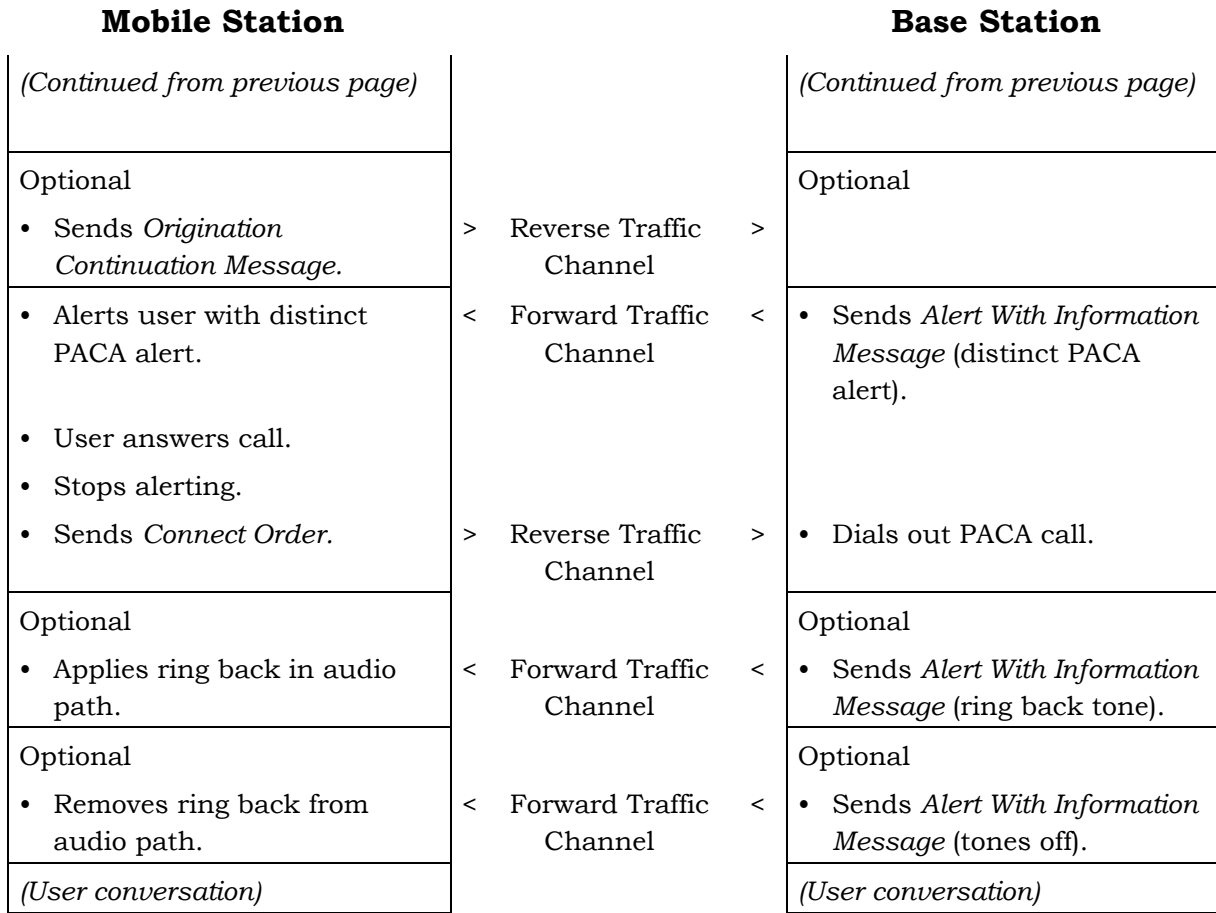 Mobile Station Base Station
(Continued from previous page) (Continued from previous page)
Optional Optional
• Sends Origination > Reverse Traffic >
Continuation Message. Channel
• Alerts user with distinct < Forward Traffic < • Sends Alert With Information
PACA alert. Channel Message (distinct PACA
alert).
• User answers call.
• Stops alerting.
• Sends Connect Order. > Reverse Traffic > • Dials out PACA call.
Channel
Optional Optional
• Applies ring back in audio < Forward Traffic < • Sends Alert With Information
path. Channel Message (ring back tone).
Optional Optional
• Removes ring back from < Forward Traffic < • Sends Alert With Information
audio path. Channel Message (tones off).
(User conversation) (User conversation)